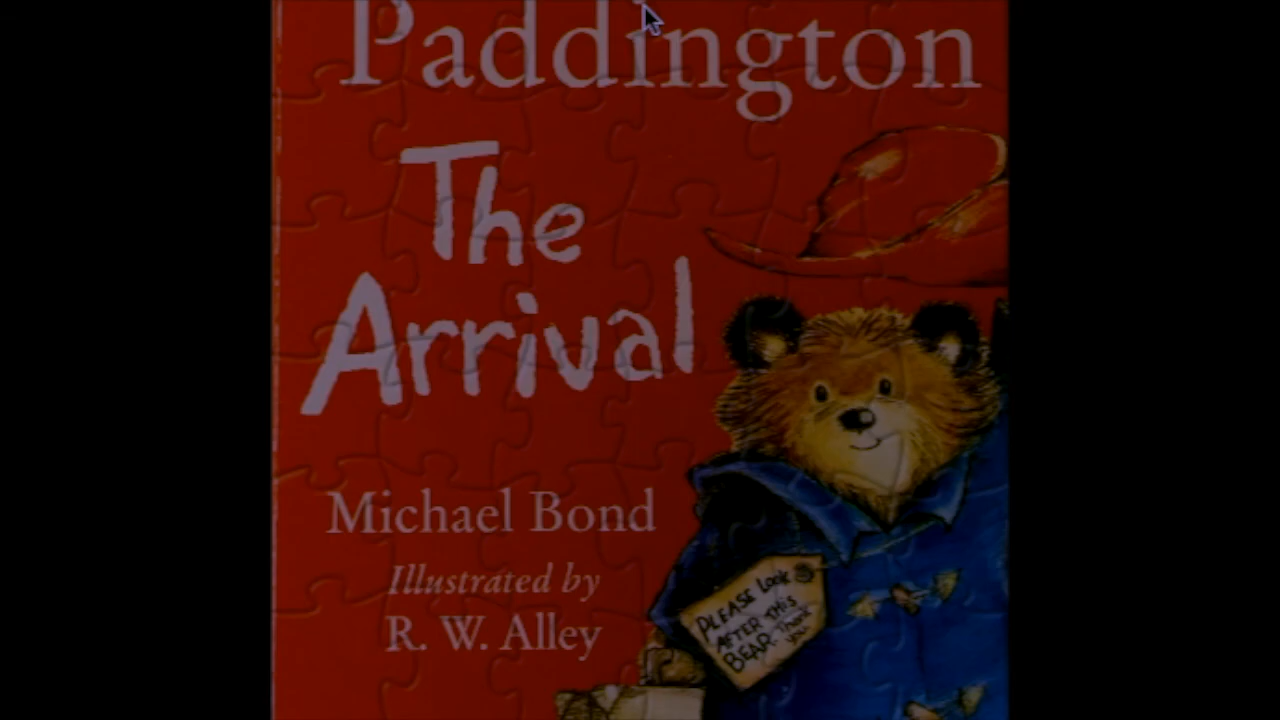 Paddington
The
Arrival
Michael Bond
Illustrated by
R. W. Alley
PLEASE LOOK
AFTER THIS
BEAR. Thank
you